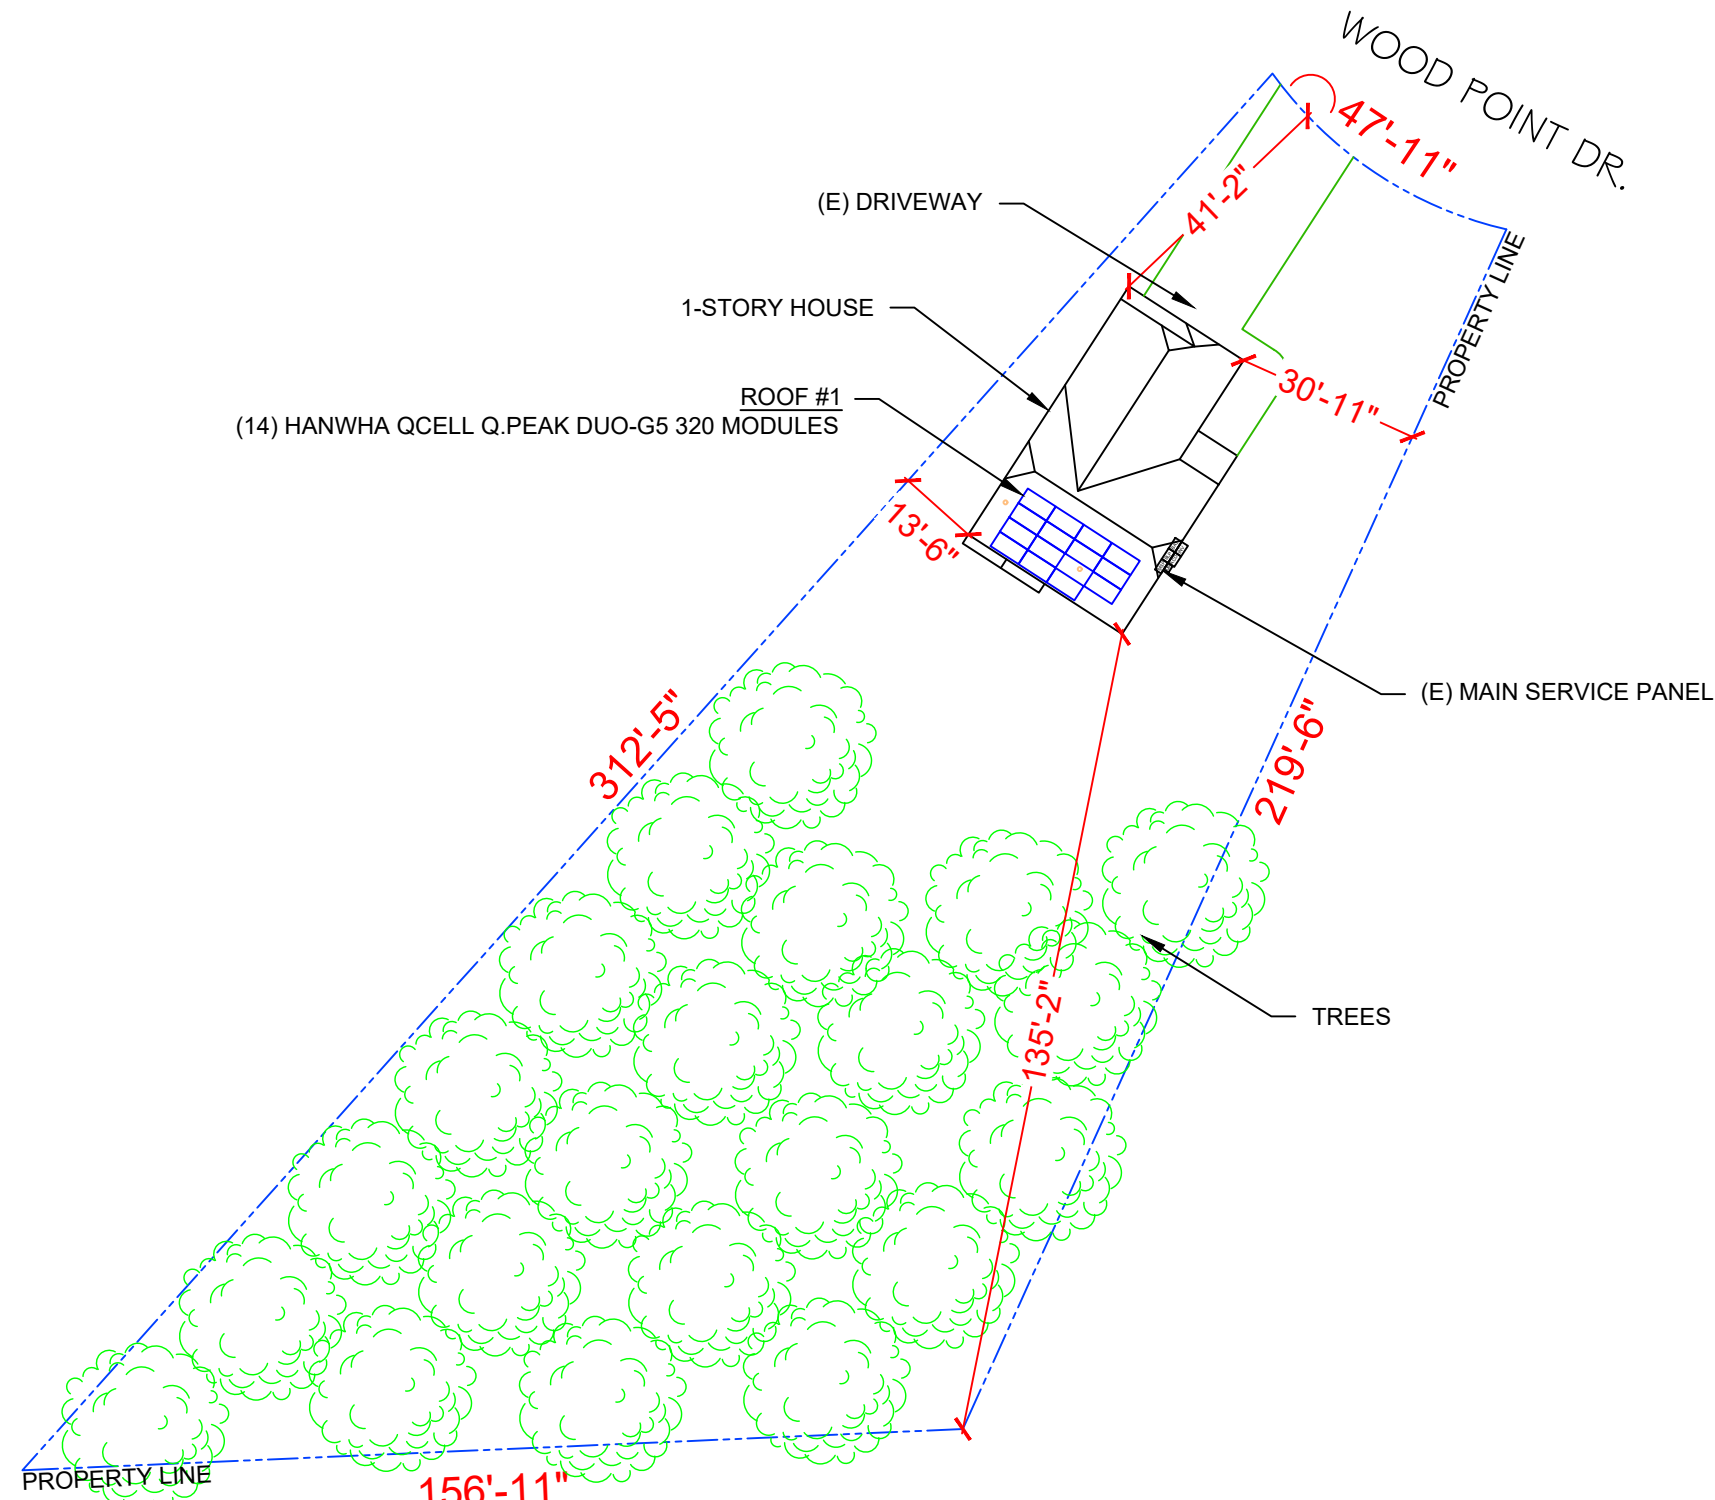 WOOD POINT DR.
47'-11"
41'-2"
(E) DRIVEWAY
PROPERTY LINE
1-STORY HOUSE
30'-11"
ROOF #1
(14) HANWHA QCELL Q.PEAK DUO-G5 320 MODULES
13'-6"
(E) MAIN SERVICE PANEL
312'-5"
219'-6"
135'-2"
TREES
PROPERTY LINE
156'-11"